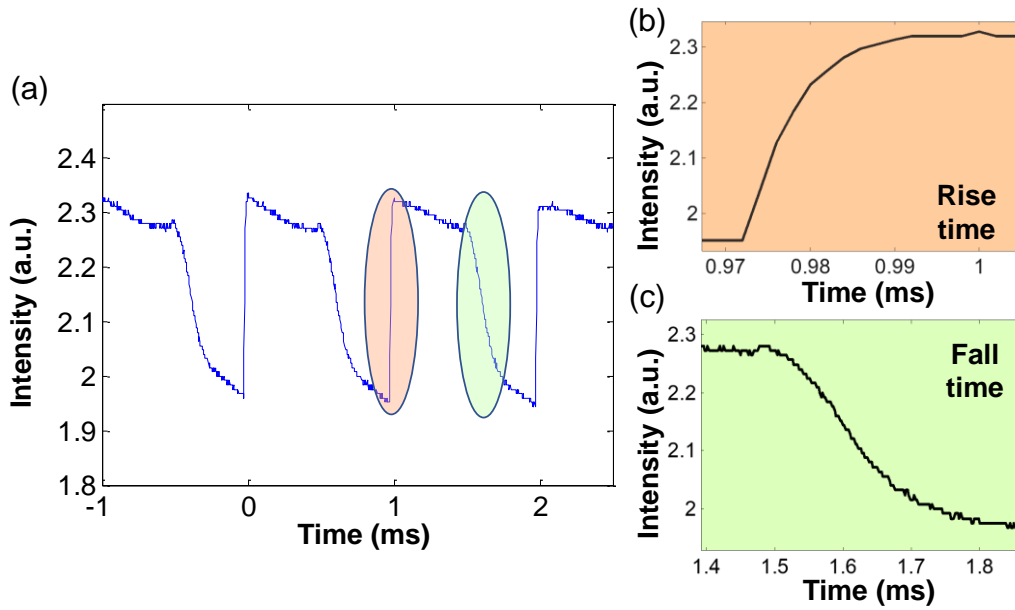 (a)
Intensity (a.u.)
2.4
2.3
2.2
2.1
2
1.9
1.8
-1
0
1
2
Time (ms)
(b)
Intensity (a.u.)
2.3
2.2
2.1
2
Rise
time
0.97
0.98
0.99
1
Time (ms)
(c)
Intensity (a.u.)
2.3
2.2
2.1
2
Fall
time
1.4
1.5
1.6
1.7
1.8
Time (ms)